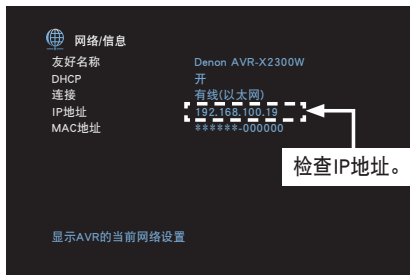 网络/信息
友好名称 Denon AVR-X2300W
DHCP 开
连接 有线(以太网)
IP地址 192.168.100.19
MAC地址 ******-000000
检查IP地址。
显示AVR的当前网络设置